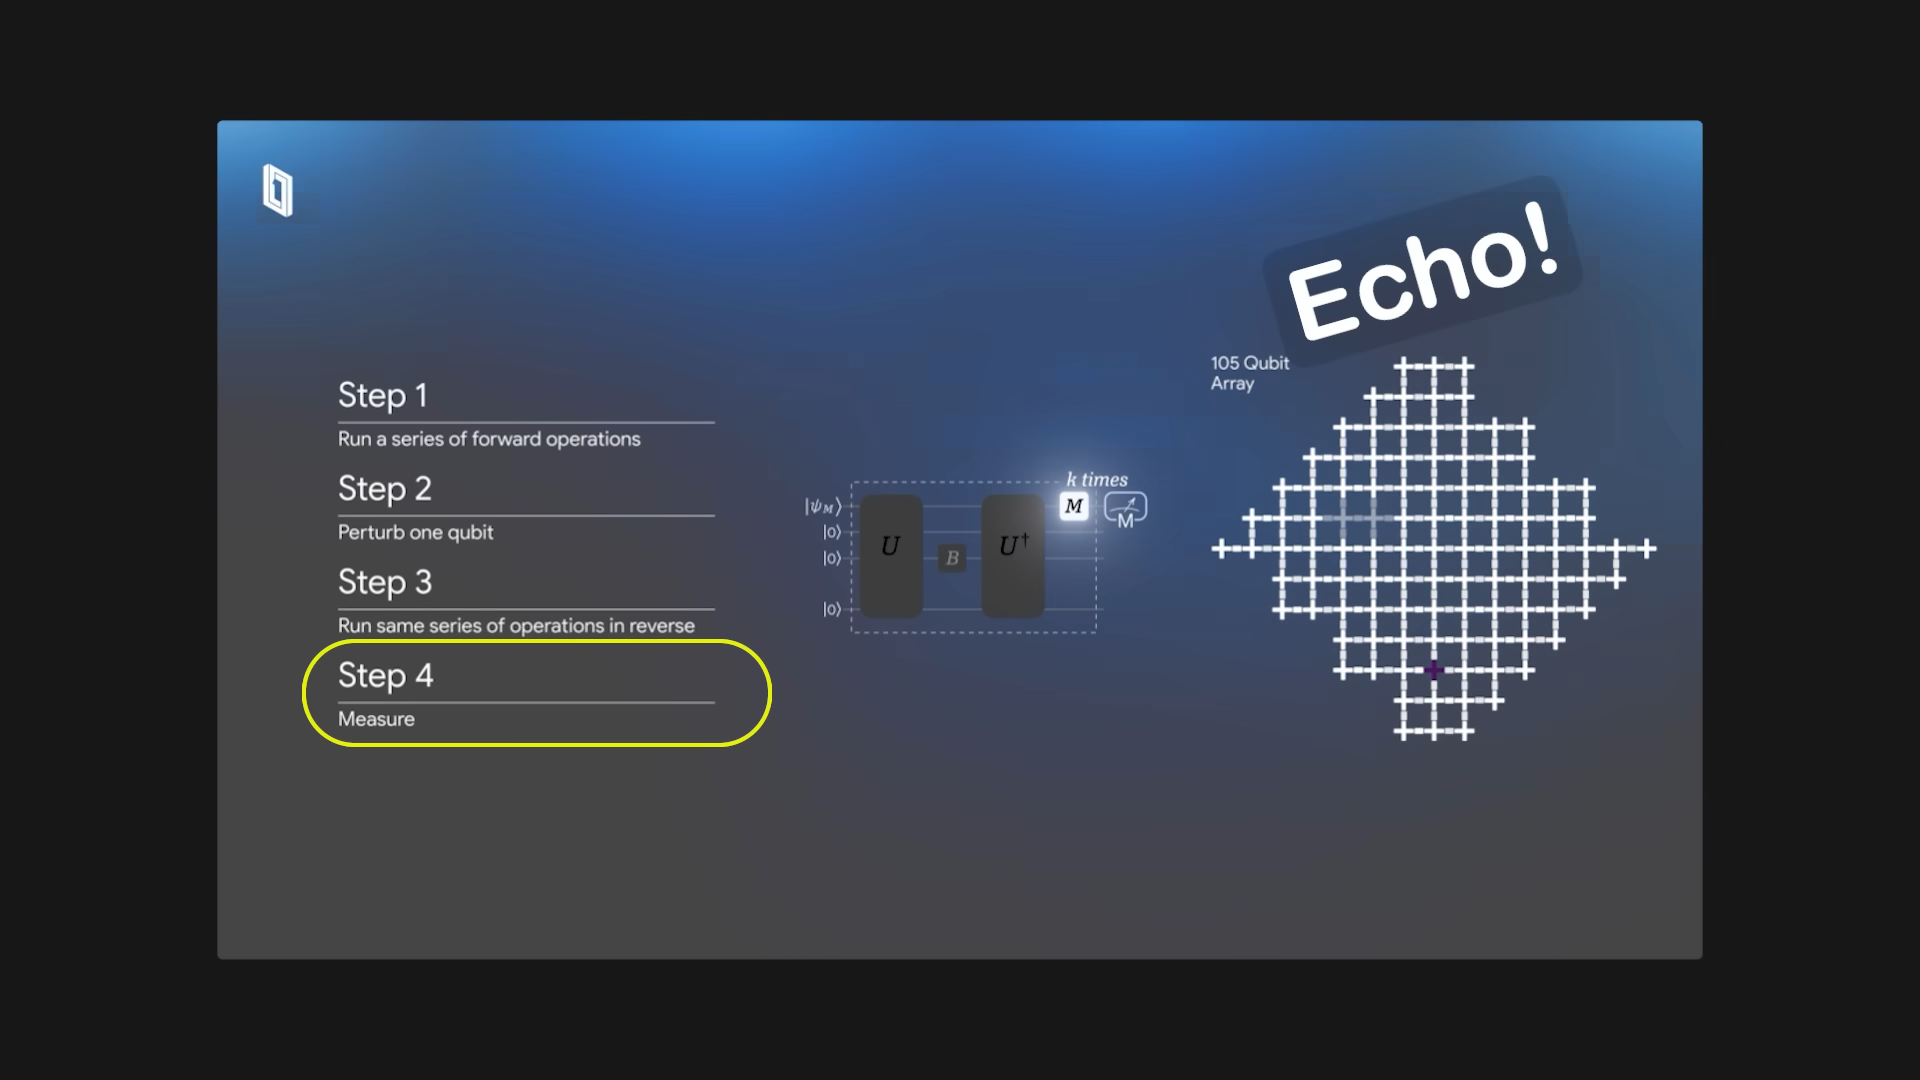 Echo!
105 Qubit
Array
Step 1
Run a series of forward operations
Step 2
Perturb one qubit
Step 3
Run same series of operations in reverse
Step 4
Measure
k times
|ψM⟩
|0⟩
|0⟩
|0⟩
U
B
U†
M
M